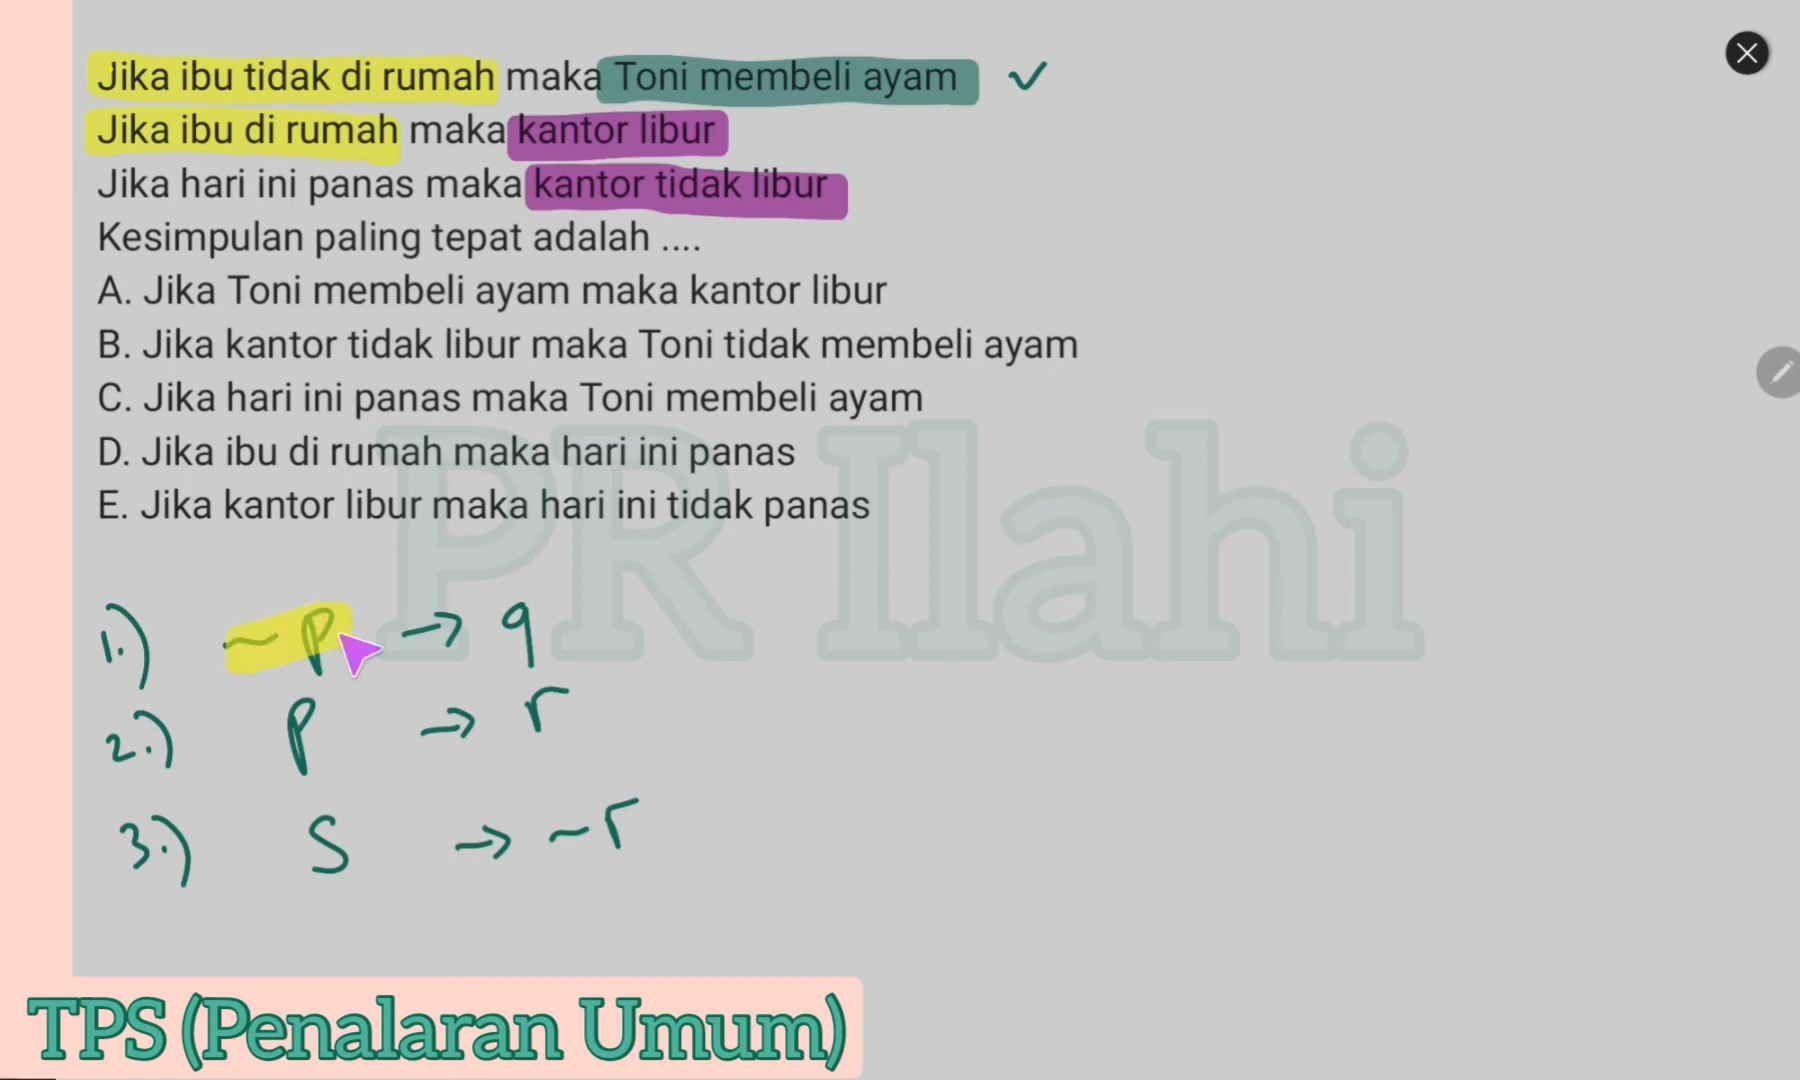 Jika ibu tidak di rumah maka Toni membeli ayam ✓
Jika ibu di rumah maka kantor libur
Jika hari ini panas maka kantor tidak libur
Kesimpulan paling tepat adalah ....
A. Jika Toni membeli ayam maka kantor libur
B. Jika kantor tidak libur maka Toni tidak membeli ayam
C. Jika hari ini panas maka Toni membeli ayam
D. Jika ibu di rumah maka hari ini panas
E. Jika kantor libur maka hari ini tidak panas
PR Ilahi
1.) ~p → q
2.) p → r
3.) s → ~r
TPS (Penalaran Umum)